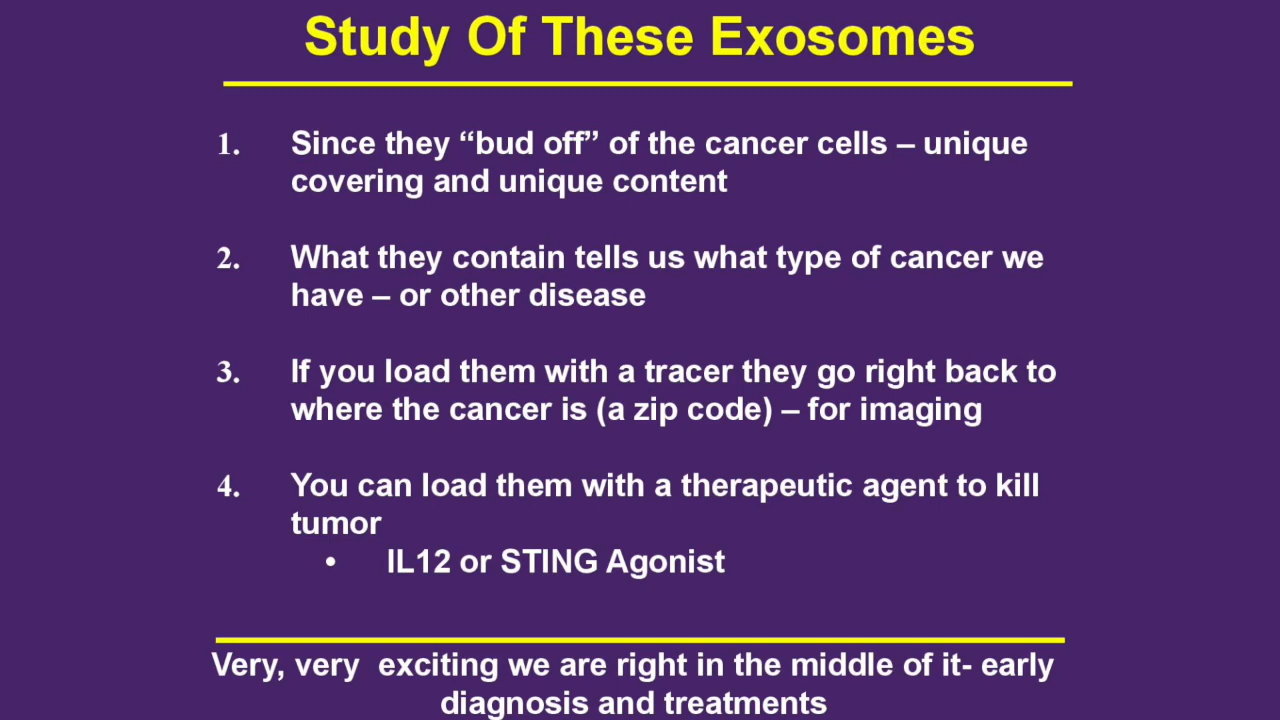 Study Of These Exosomes
1. Since they “bud off” of the cancer cells – unique
covering and unique content
2. What they contain tells us what type of cancer we
have – or other disease
3. If you load them with a tracer they go right back to
where the cancer is (a zip code) – for imaging
4. You can load them with a therapeutic agent to kill
tumor
• IL12 or STING Agonist
Very, very exciting we are right in the middle of it- early
diagnosis and treatments